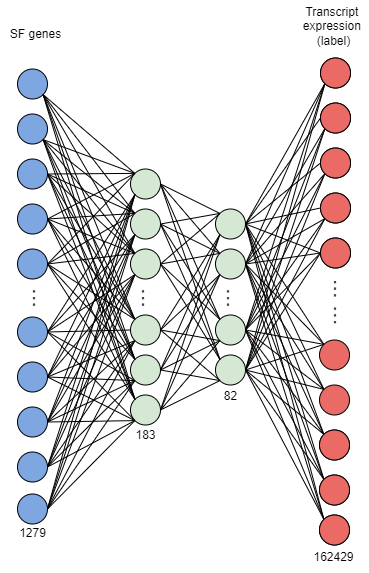 SF genes
Transcript
expression
(label)
183
82
1279
162429